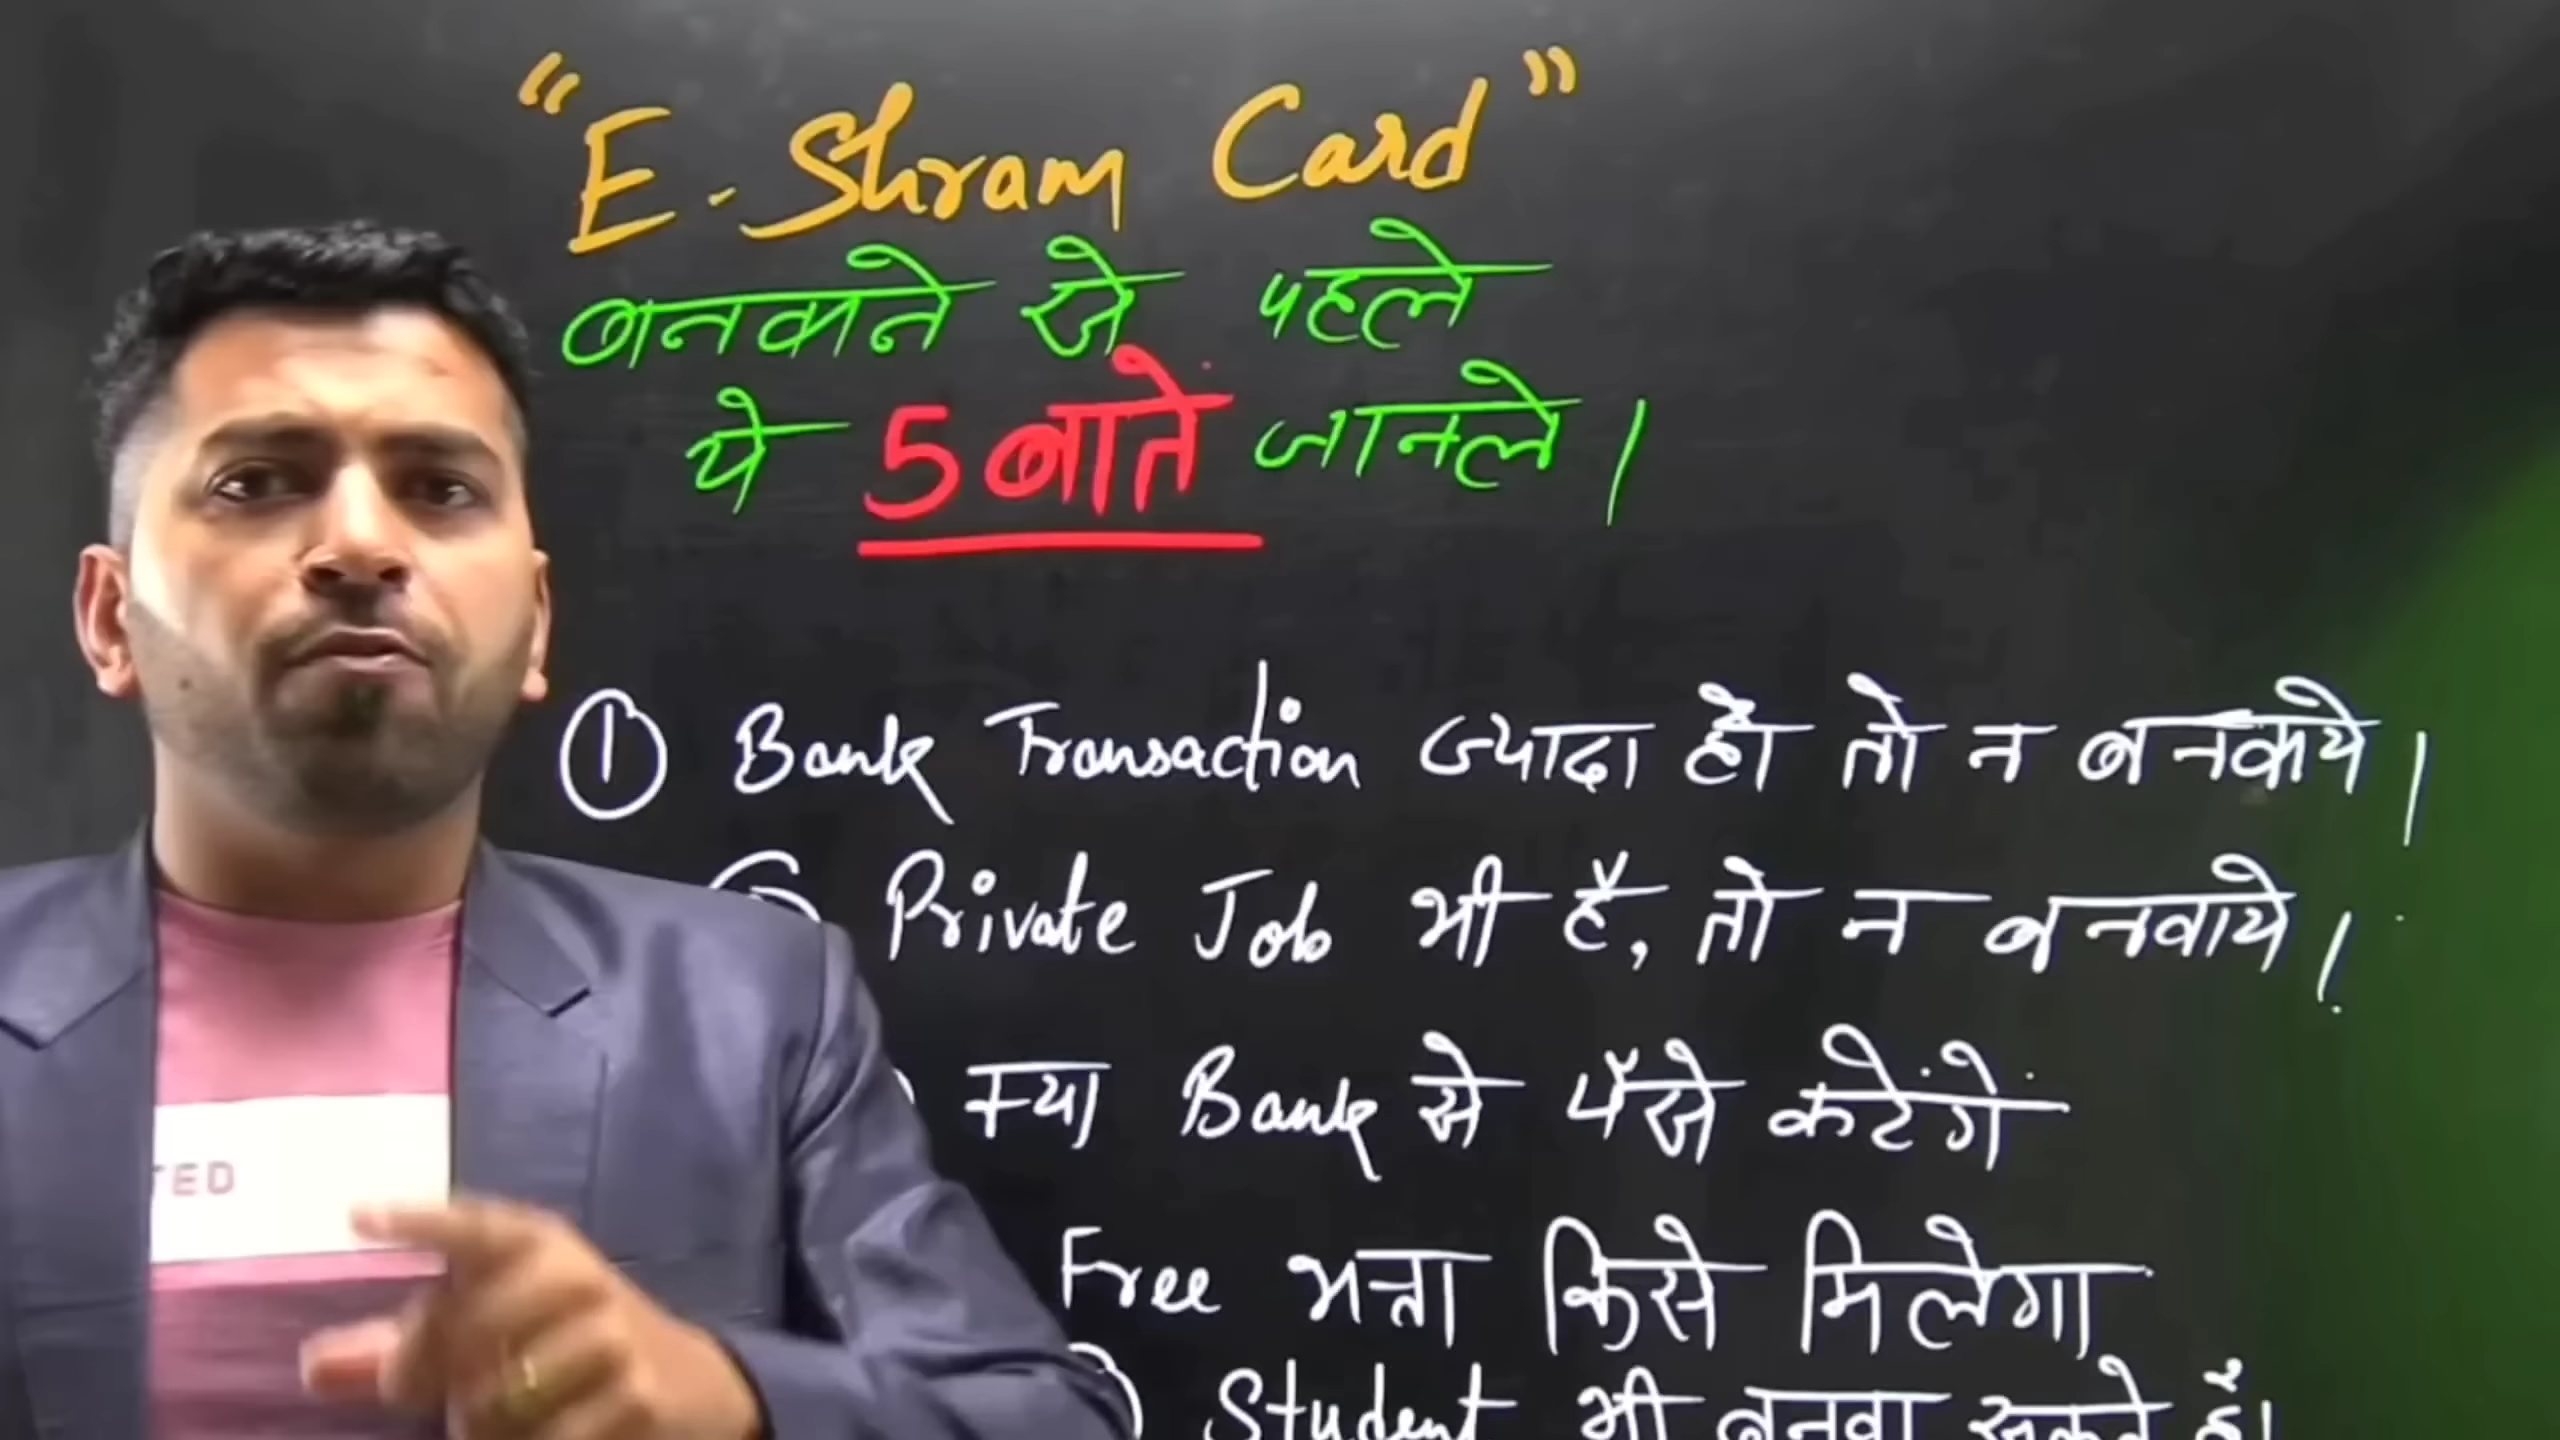 "E-Shram Card"
बनवाने से पहले
ये 5 बाते जानले।
① Bank Transaction ज्यादा हो तो न बनवाये।
Private Job भी है, तो न बनवाये।
क्या Bank से पैसे कटेंगे
TED
Free भत्ता किसे मिलेगा
Student भी बनवा सकते हैं।